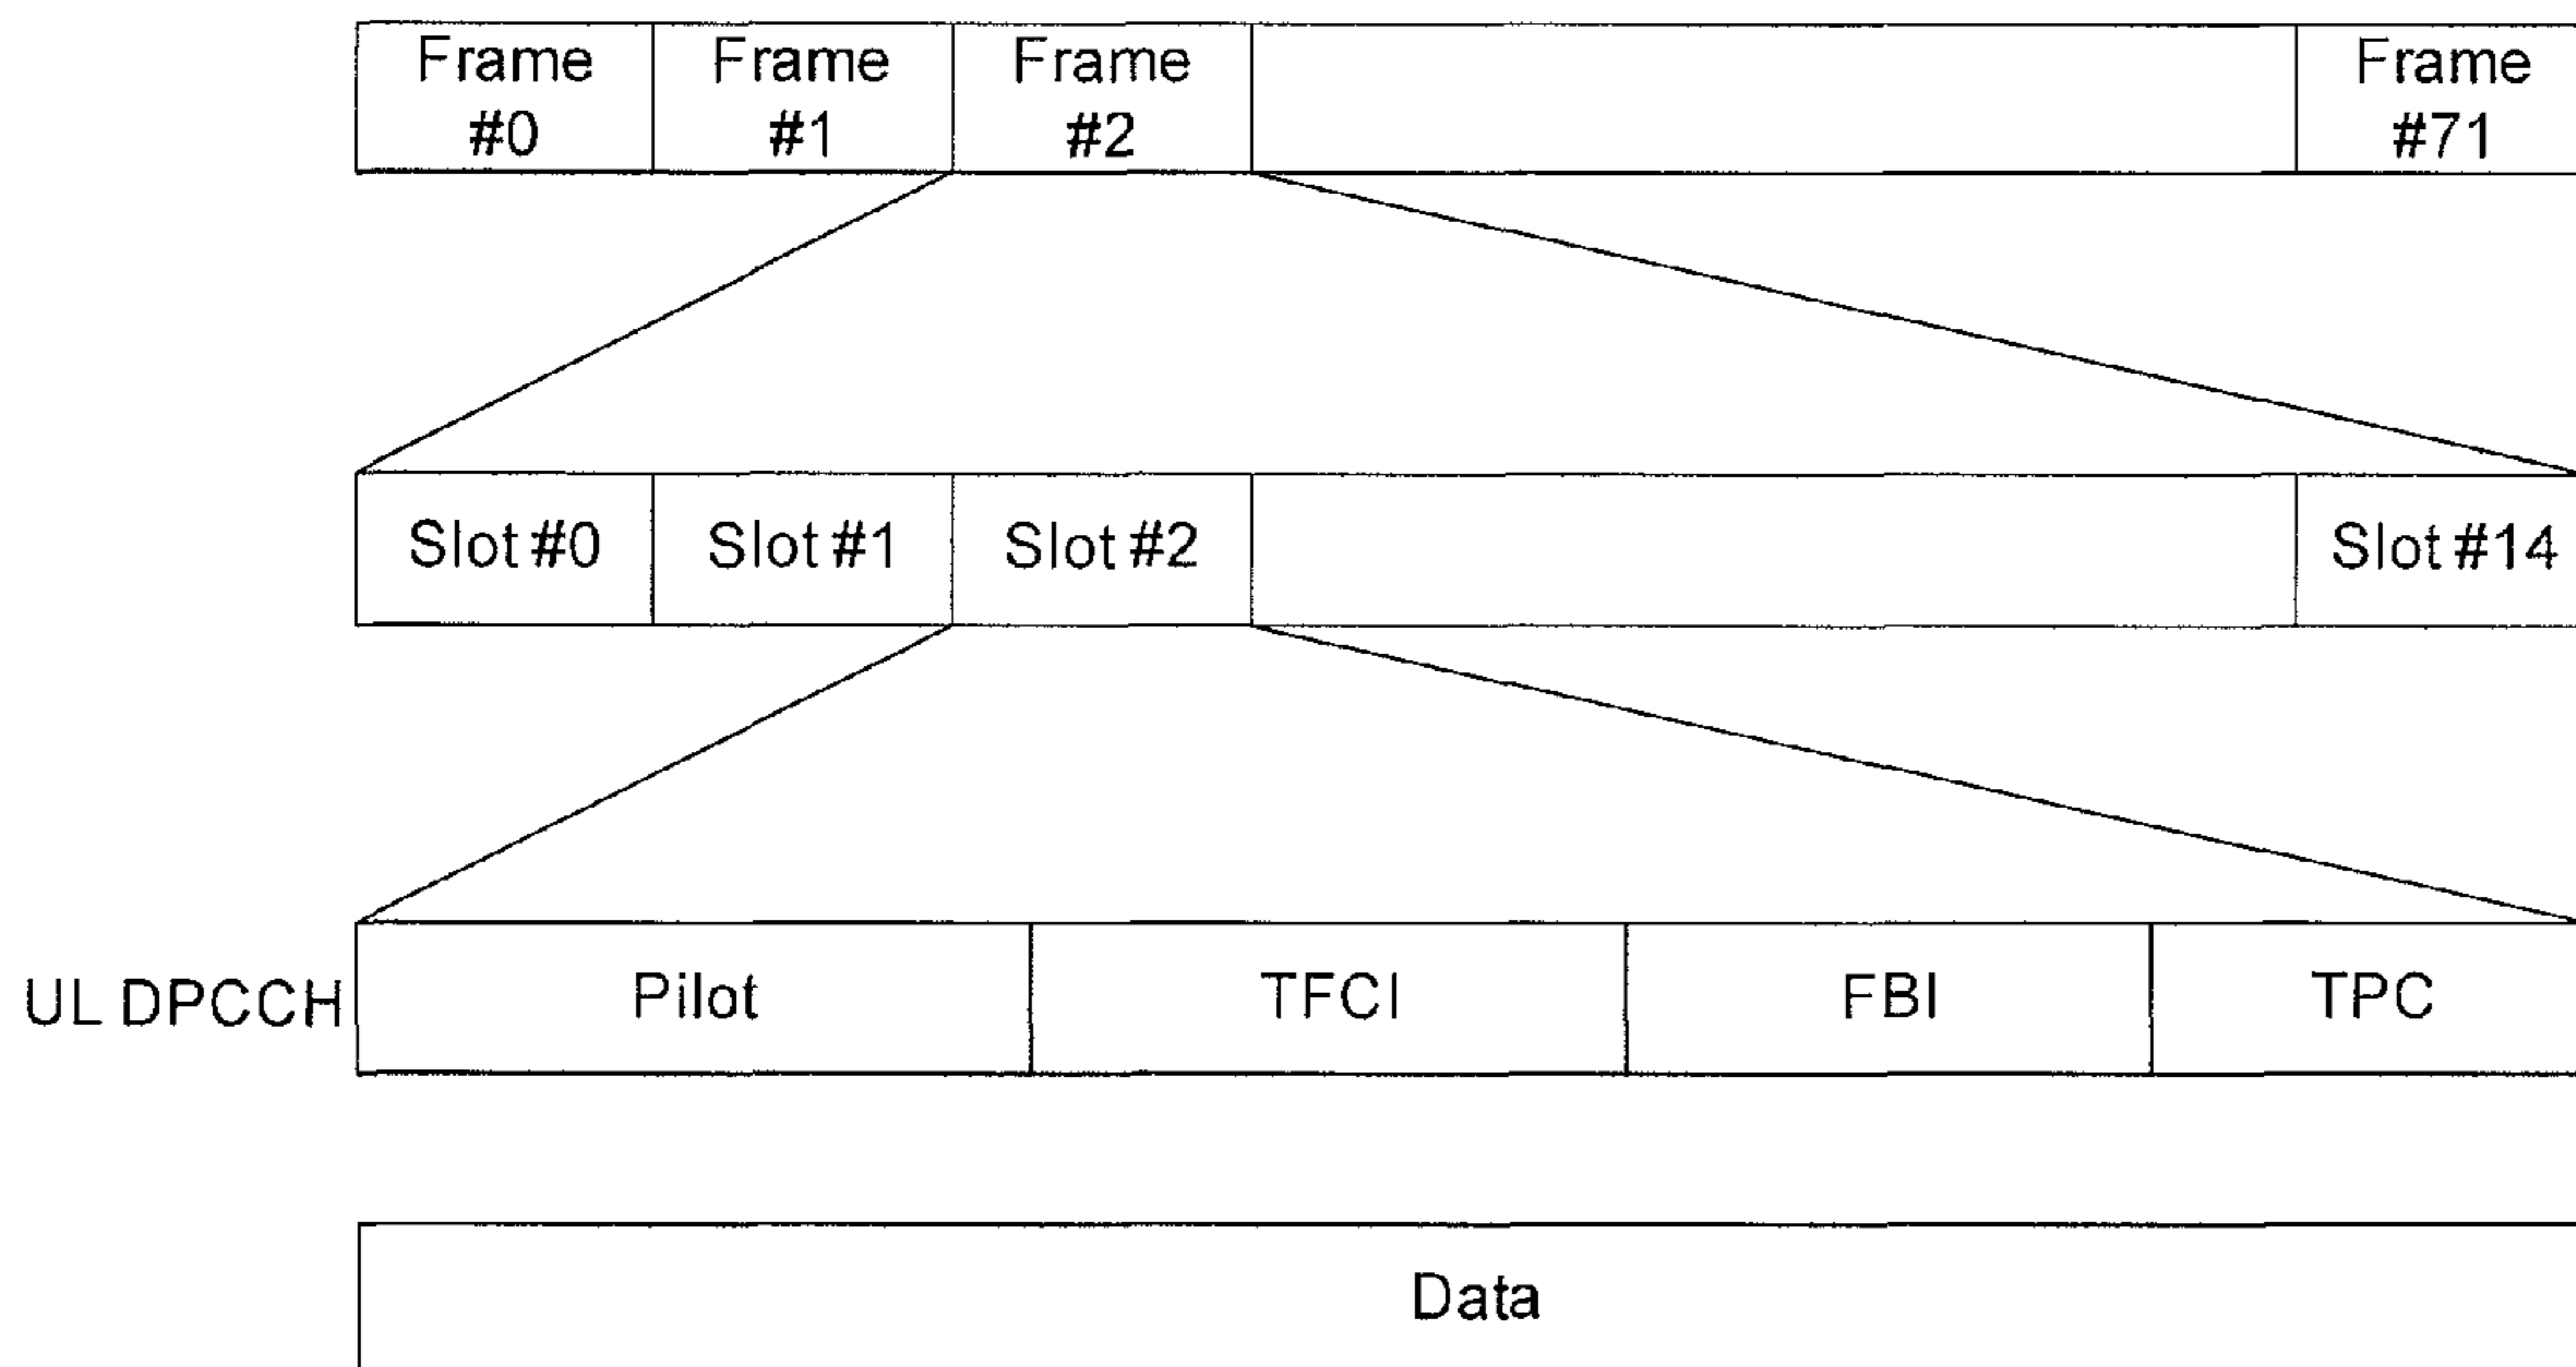 Frame
#0
Frame
#1
Frame
#2
Frame
#71
Slot #0
Slot #1
Slot #2
Slot #14
UL DPCCH
Pilot
TFCI
FBI
TPC
Data